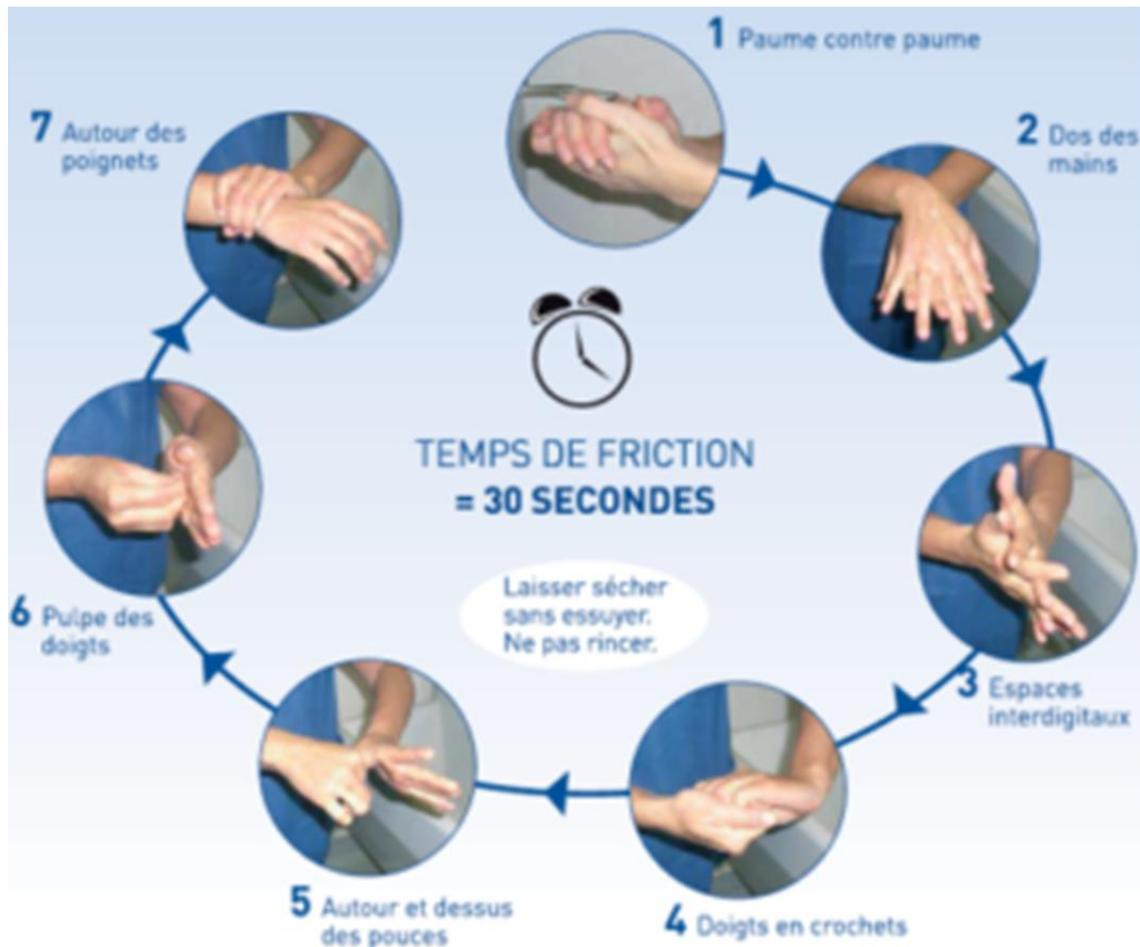 1 Paume contre paume
2 Dos des
mains
3 Espaces
interdigitaux
4 Doigts en crochets
5 Autour et dessus
des pouces
6 Pulpe des
doigts
7 Autour des
poignets
TEMPS DE FRICTION
= 30 SECONDES
Laisser sécher
sans essuyer.
Ne pas rincer.